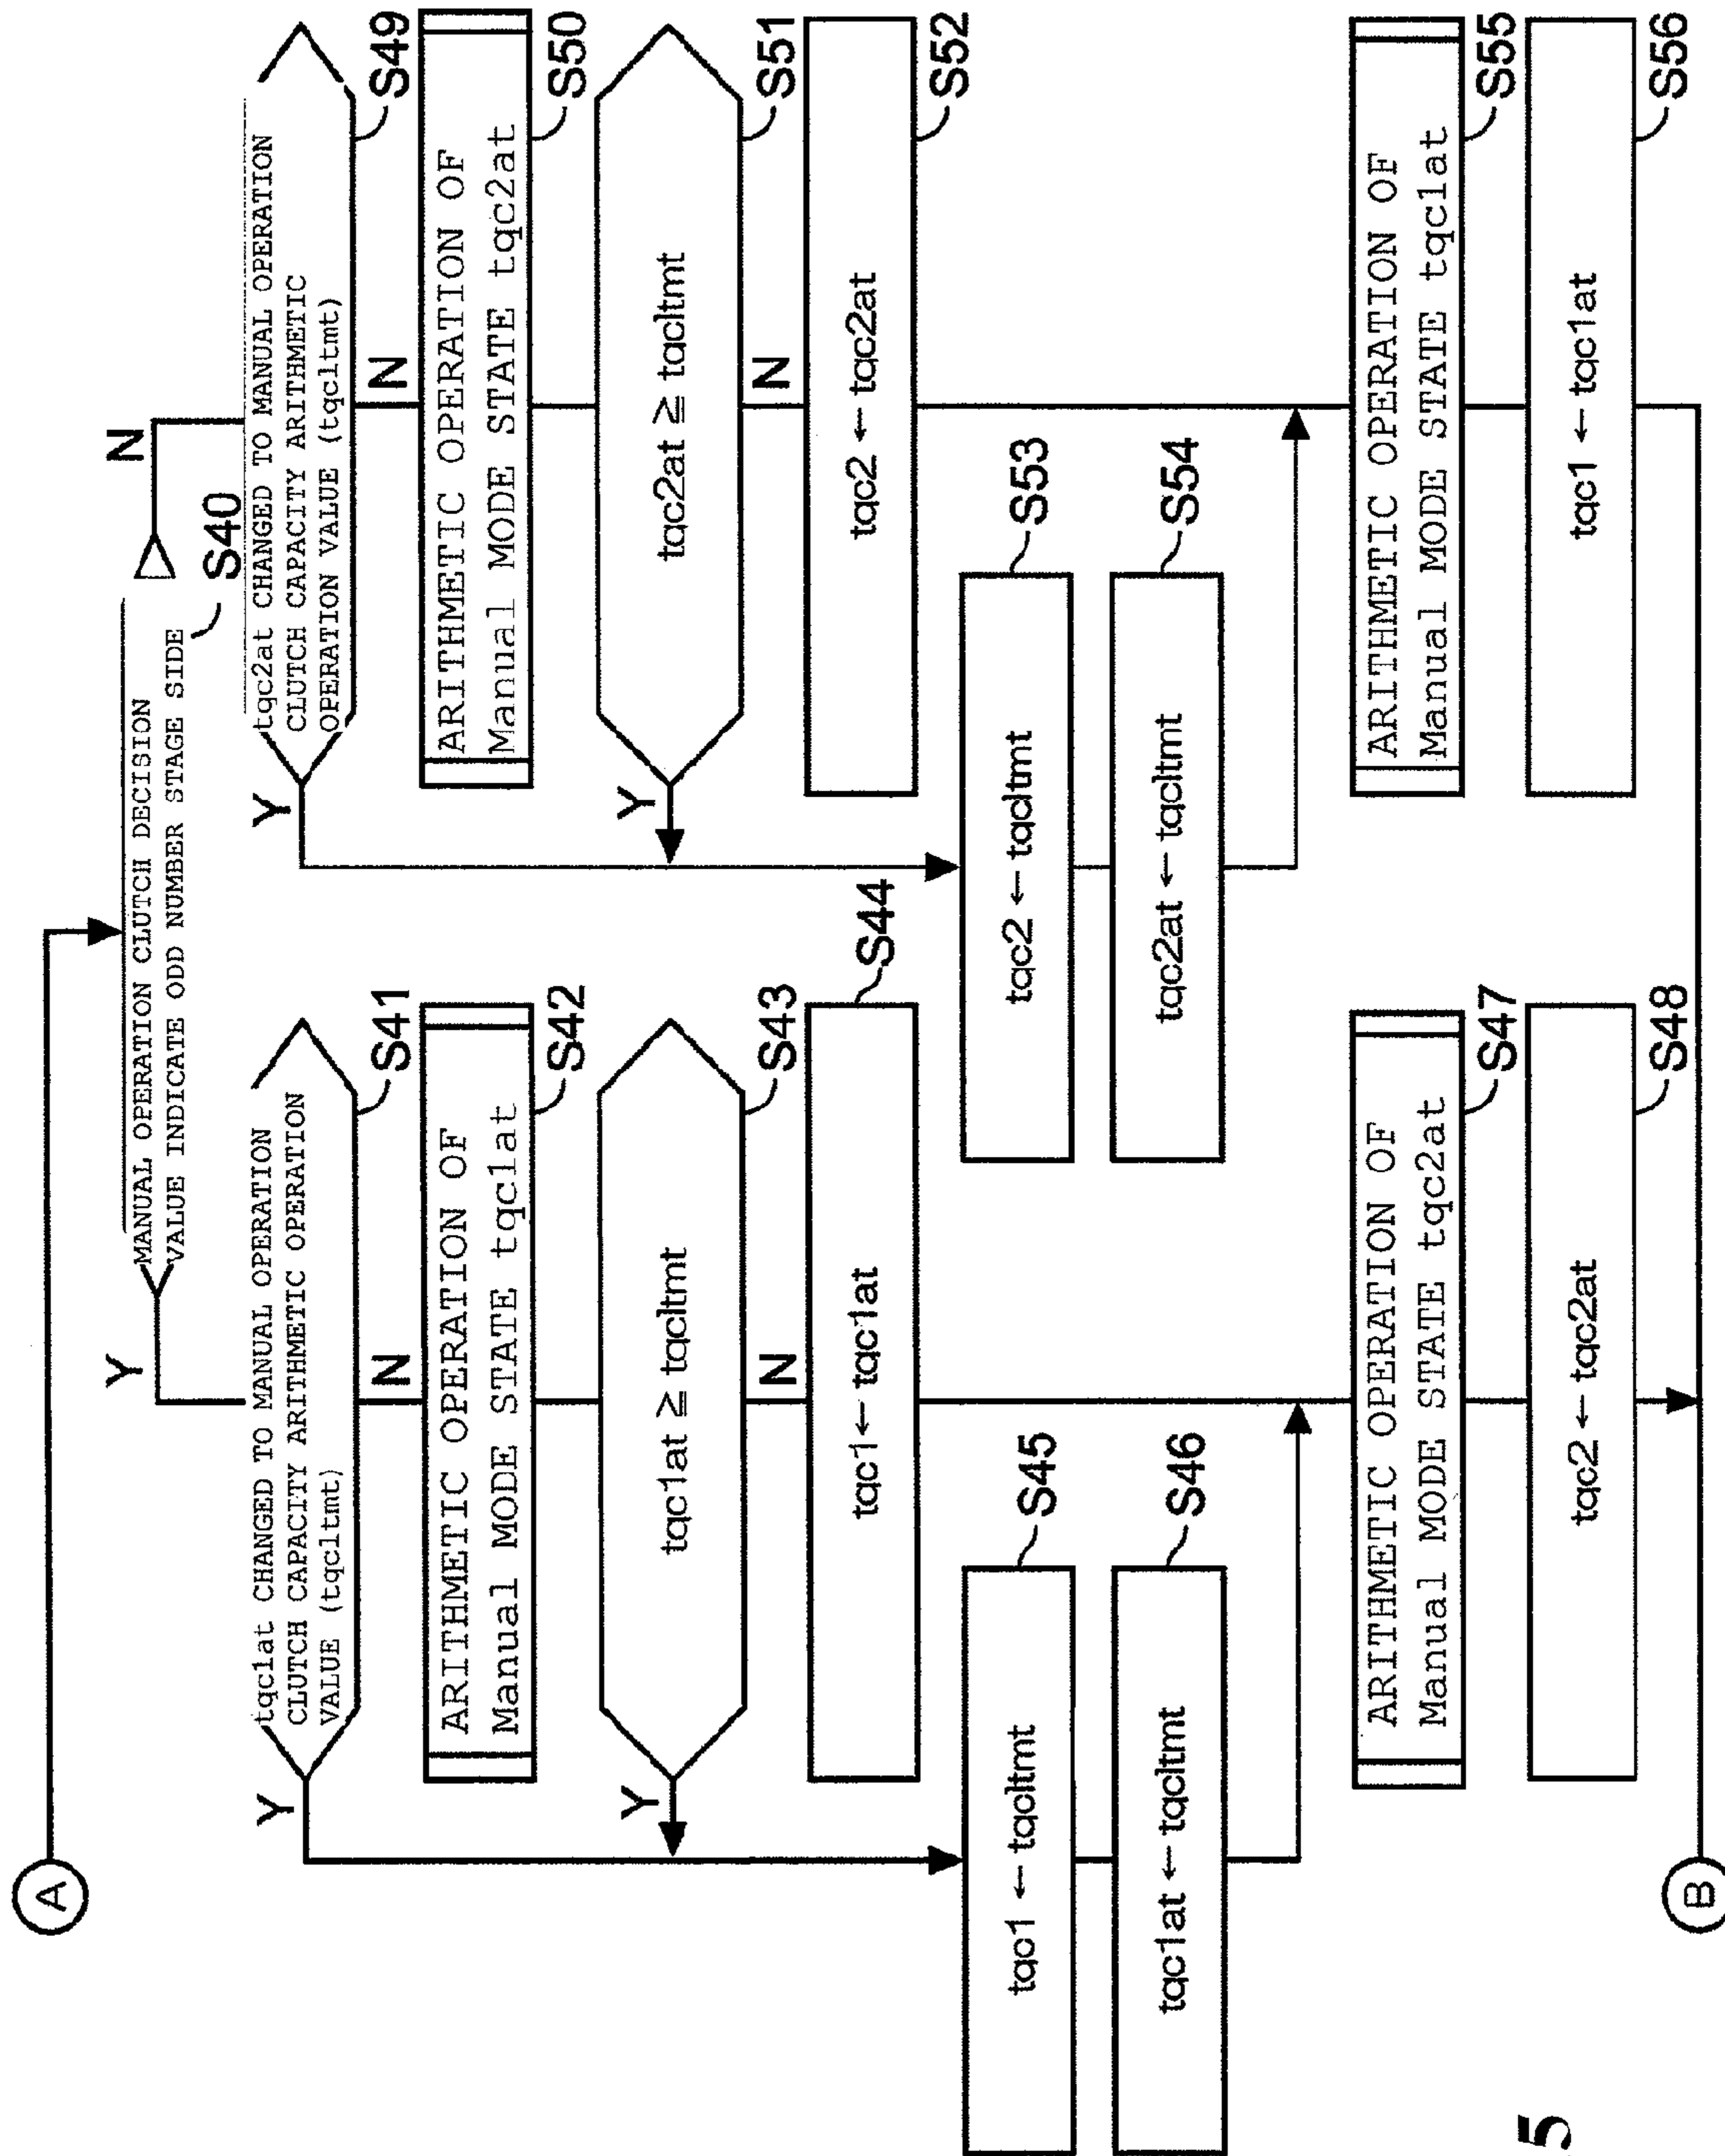 A
MANUAL OPERATION CLUTCH DECISION
VALUE INDICATE ODD NUMBER STAGE SIDE
S40
Y
N
tqc1at CHANGED TO MANUAL OPERATION
CLUTCH CAPACITY ARITHMETIC OPERATION
VALUE (tqcltmt)
S41
Y
N
ARITHMETIC OPERATION OF
Manual MODE STATE tqc1at
S42
tqc1at ≧ tqcltmt
S43
Y
N
tqc1 ← tqc1at
S44
tqc1 ← tqcltmt
S45
tqc1at ← tqcltmt
S46
ARITHMETIC OPERATION OF
Manual MODE STATE tqc2at
S47
tqc2 ← tqc2at
S48
tqc2at CHANGED TO MANUAL OPERATION
CLUTCH CAPACITY ARITHMETIC
OPERATION VALUE (tqcltmt)
S49
Y
N
ARITHMETIC OPERATION OF
Manual MODE STATE tqc2at
S50
tqc2at ≧ tqcltmt
S51
Y
N
tqc2 ← tqc2at
S52
tqc2 ← tqcltmt
S53
tqc2at ← tqcltmt
S54
ARITHMETIC OPERATION OF
Manual MODE STATE tqc1at
S55
tqc1 ← tqc1at
S56
B
5